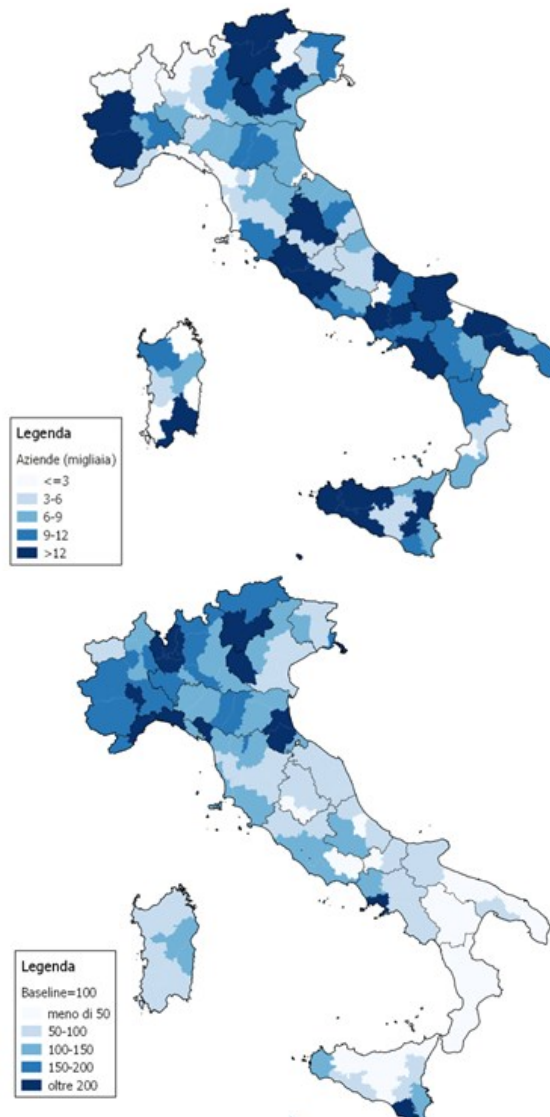 Legenda
Aziende (migliaia)
<=3
3-6
6-9
9-12
>12
Legenda
Baseline=100
meno di 50
50-100
100-150
150-200
oltre 200